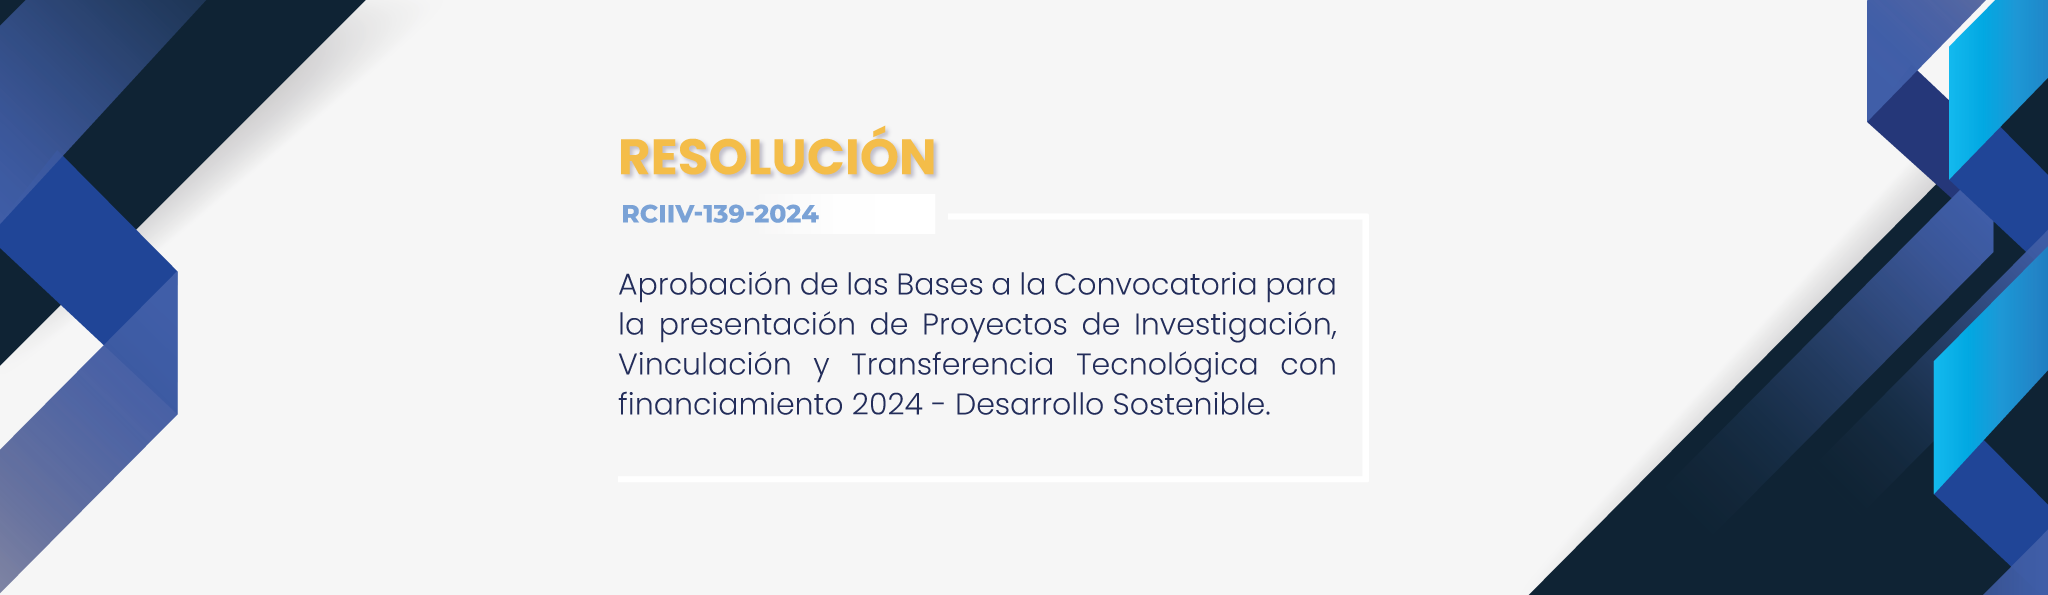 RESOLUCIÓN
RCIIV-139-2024
Aprobación de las Bases a la Convocatoria para
la presentación de Proyectos de Investigación,
Vinculación y Transferencia Tecnológica con
financiamiento 2024 - Desarrollo Sostenible.